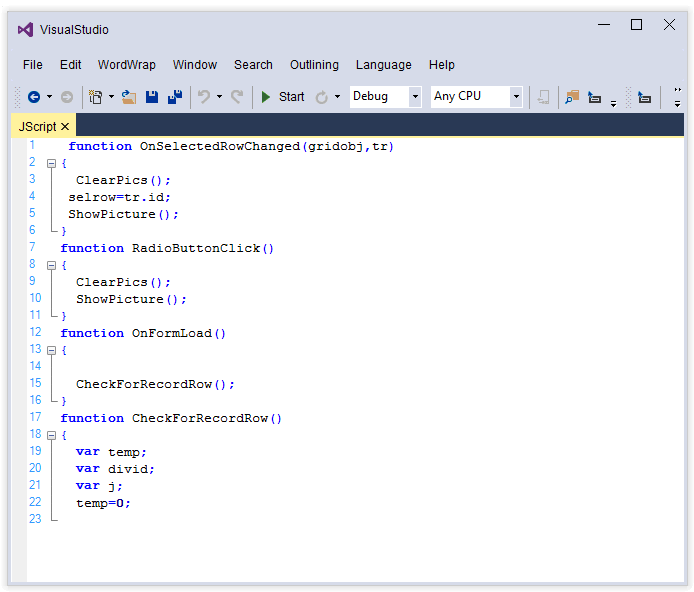 VisualStudio
File Edit WordWrap Window Search Outlining Language Help
Start Debug Any CPU
JScript
1 function OnSelectedRowChanged(gridobj,tr)
2 {
3 ClearPics();
4 selrow=tr.id;
5 ShowPicture();
6 }
7 function RadioButtonClick()
8 {
9 ClearPics();
10 ShowPicture();
11 }
12 function OnFormLoad()
13 {
14
15 CheckForRecordRow();
16 }
17 function CheckForRecordRow()
18 {
19 var temp;
20 var divid;
21 var j;
22 temp=0;
23